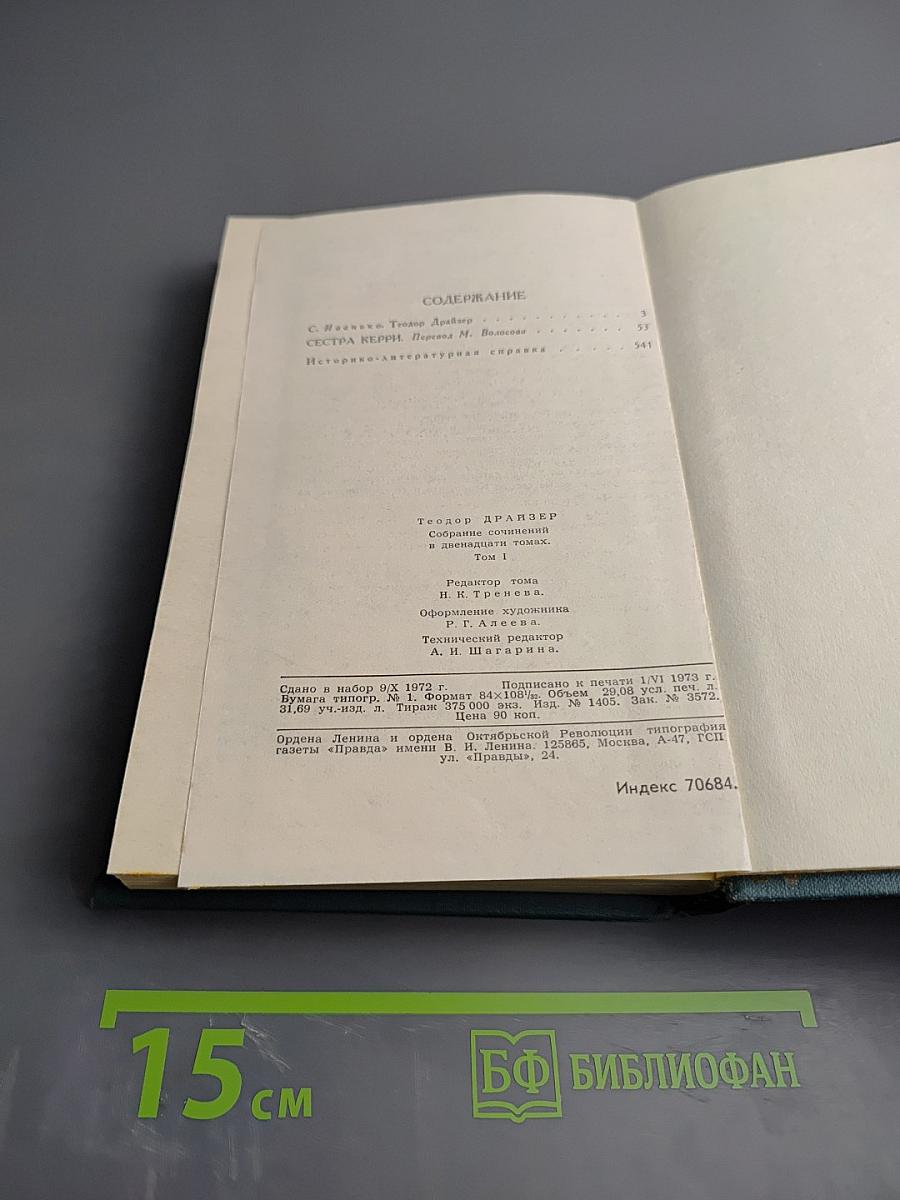 СОДЕРЖАНИЕ
С. Иванько. Теодор Драйзер . . . . . . . . . . . 3
СЕСТРА КЕРРИ. Перевод М. Волосова . . . . . . . 53
Историко-литературная справка . . . . . 541
Теодор ДРАЙЗЕР
Собрание сочинений
в двенадцати томах.
Том I
Редактор тома
Н. К. Тренева.
Оформление художника
Р. Г. Алеева.
Технический редактор
А. И. Шагарина.
Сдано в набор 9/X 1972 г. Подписано к печати 1/VI 1973 г.
Бумага типогр. № 1. Формат 84×108¹/₃₂. Объем 29,08 усл. печ. л.
31,69 уч.-изд. л. Тираж 375 000 экз. Изд. № 1405. Зак. № 3572.
Цена 90 коп.
Ордена Ленина и ордена Октябрьской Революции типография
газеты «Правда» имени В. И. Ленина. 125865, Москва, А-47, ГСП,
ул. «Правды», 24.
Индекс 70684.
15 см
БФ БИБЛИОФАН